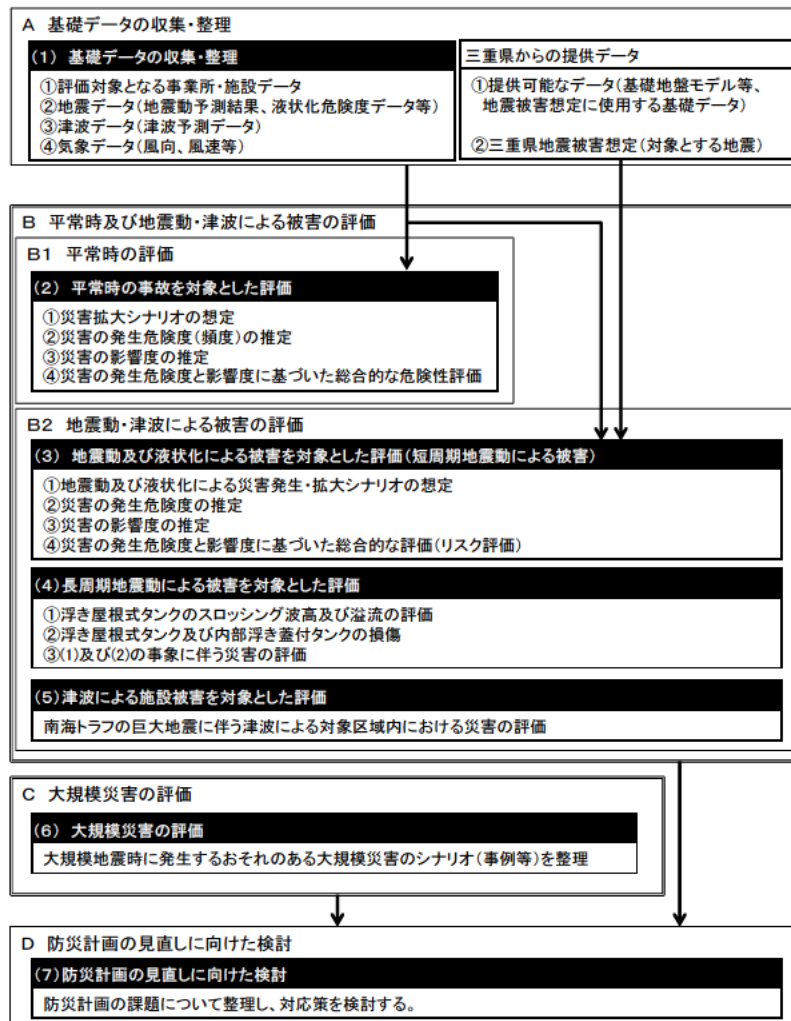 A 基礎データの収集・整理
(1) 基礎データの収集・整理
①評価対象となる事業所・施設データ
②地震データ(地震動予測結果、液状化危険度データ等)
③津波データ(津波予測データ)
④気象データ(風向、風速等)
三重県からの提供データ
①提供可能なデータ(基礎地盤モデル等、
地震被害想定に使用する基礎データ)
②三重県地震被害想定(対象とする地震)
B 平常時及び地震動・津波による被害の評価
B1 平常時の評価
(2) 平常時の事故を対象とした評価
①災害拡大シナリオの想定
②災害の発生危険度(頻度)の推定
③災害の影響度の推定
④災害の発生危険度と影響度に基づいた総合的な危険性評価
B2 地震動・津波による被害の評価
(3) 地震動及び液状化による被害を対象とした評価(短周期地震動による被害)
①地震動及び液状化による災害発生・拡大シナリオの想定
②災害の発生危険度の推定
③災害の影響度の推定
④災害の発生危険度と影響度に基づいた総合的な評価(リスク評価)
(4)長周期地震動による被害を対象とした評価
①浮き屋根式タンクのスロッシング波高及び溢流の評価
②浮き屋根式タンク及び内部浮き蓋付タンクの損傷
③(1)及び(2)の事象に伴う災害の評価
(5)津波による施設被害を対象とした評価
南海トラフの巨大地震に伴う津波による対象区域内における災害の評価
C 大規模災害の評価
(6) 大規模災害の評価
大規模地震時に発生するおそれのある大規模災害のシナリオ(事例等)を整理
D 防災計画の見直しに向けた検討
(7)防災計画の見直しに向けた検討
防災計画の課題について整理し、対応策を検討する。